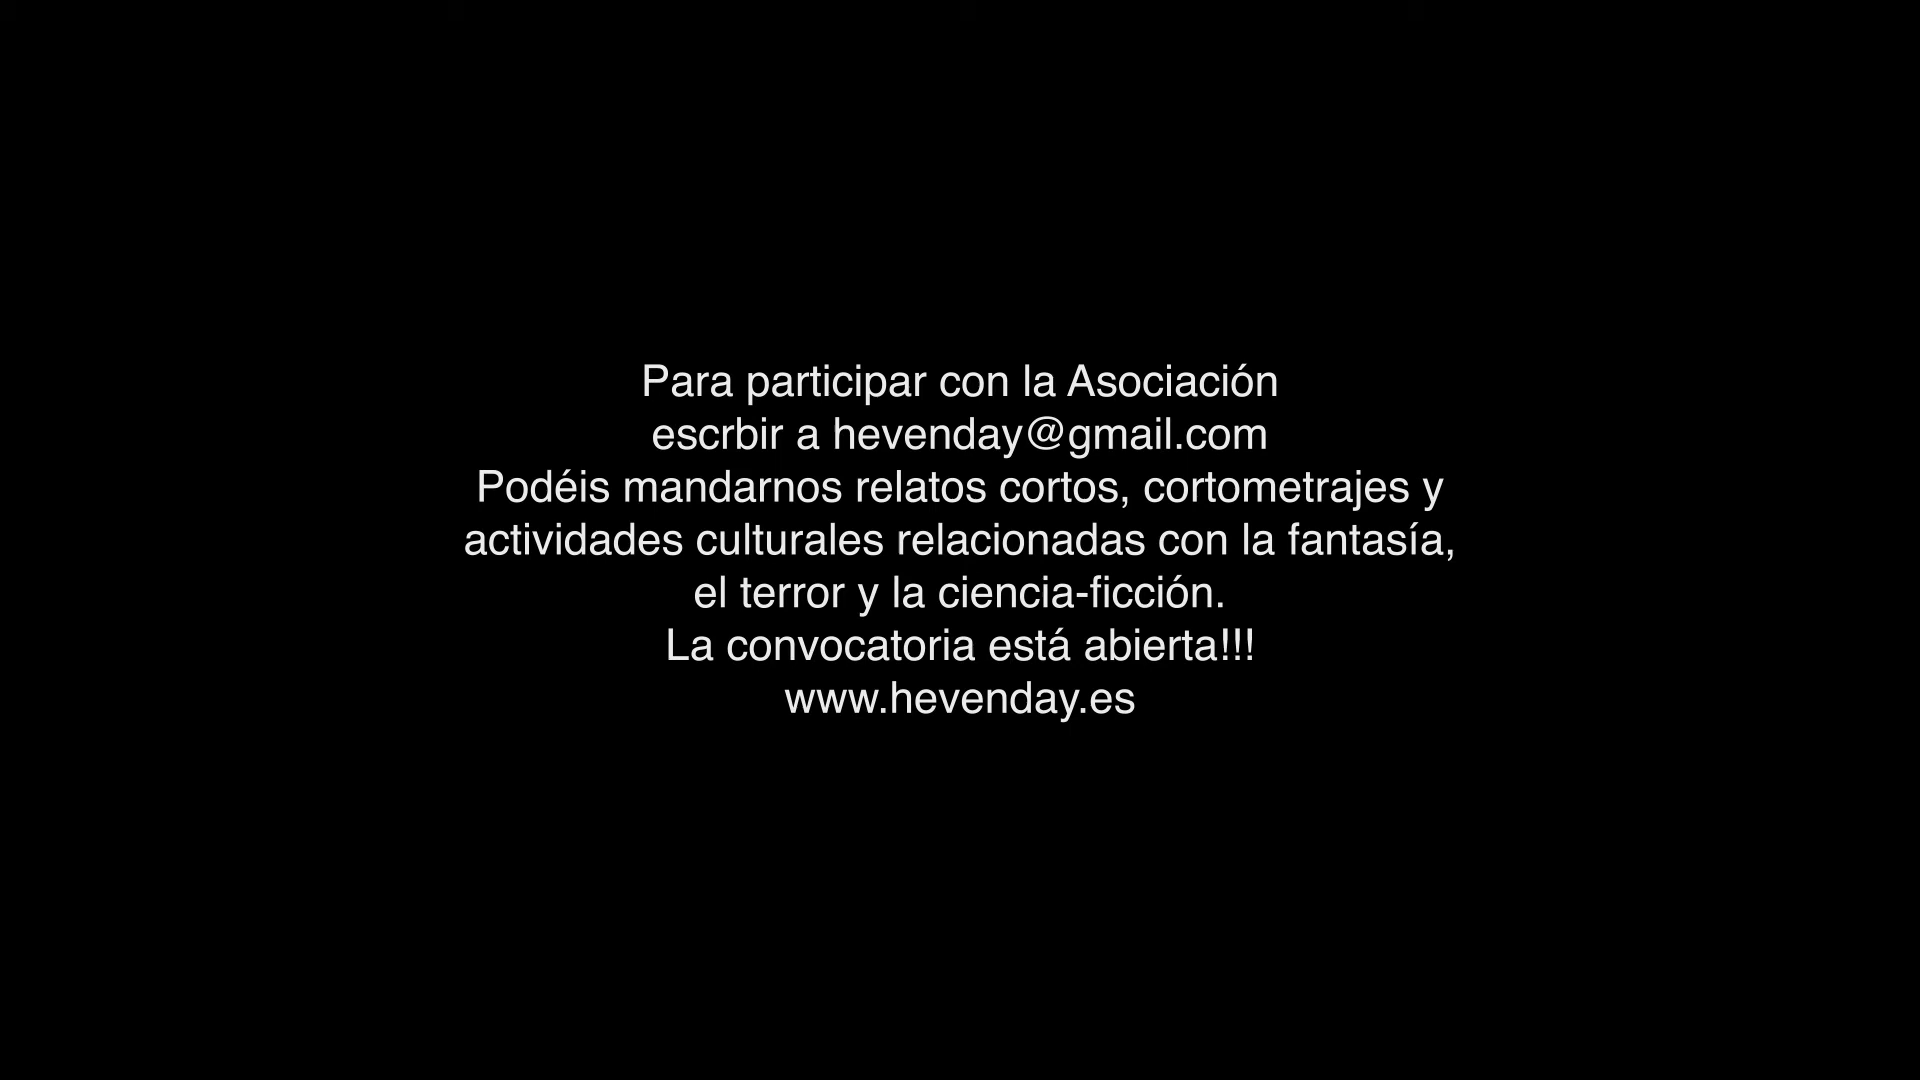 Para participar con la Asociación
escrbir a hevenday@gmail.com
Podéis mandarnos relatos cortos, cortometrajes y
actividades culturales relacionadas con la fantasía,
el terror y la ciencia-ficción.
La convocatoria está abierta!!!
www.hevenday.es